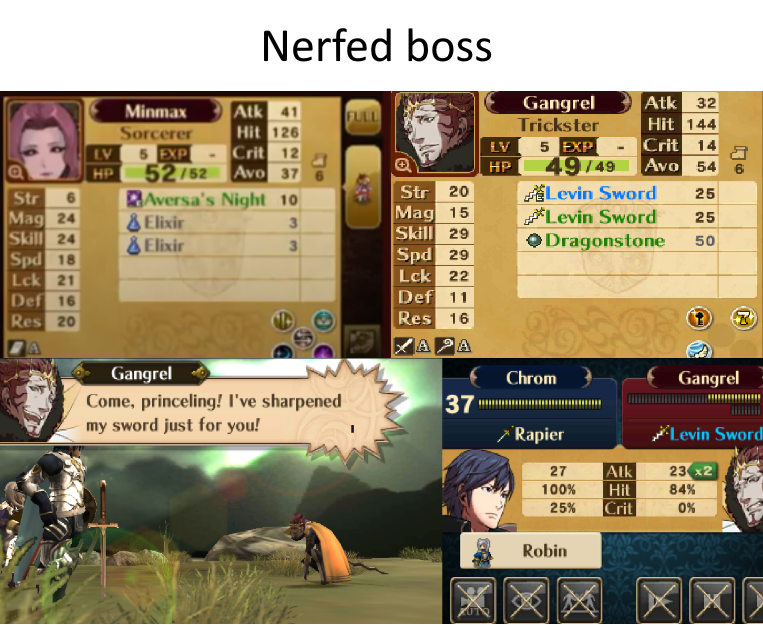 Nerfed boss
Minmax
Sorcerer
LV 5 EXP -
HP 52/52
Atk 41
Hit 126
Crit 12
Avo 37
6
FULL
Str 6
Mag 24
Skill 24
Spd 18
Lck 21
Def 16
Res 20
Aversa's Night 10
Elixir 3
Elixir 3
A
Gangrel
Trickster
LV 5 EXP -
HP 49/49
Atk 32
Hit 144
Crit 14
Avo 54
6
Str 20
Mag 15
Skill 29
Spd 29
Lck 22
Def 11
Res 16
Levin Sword 25
Levin Sword 25
Dragonstone 50
A A
7
Gangrel
Come, princeling! I've sharpened
my sword just for you!
Chrom
37
Rapier
Gangrel
Levin Sword
27 Atk 23 x2
100% Hit 84%
25% Crit 0%
Robin
AUTO